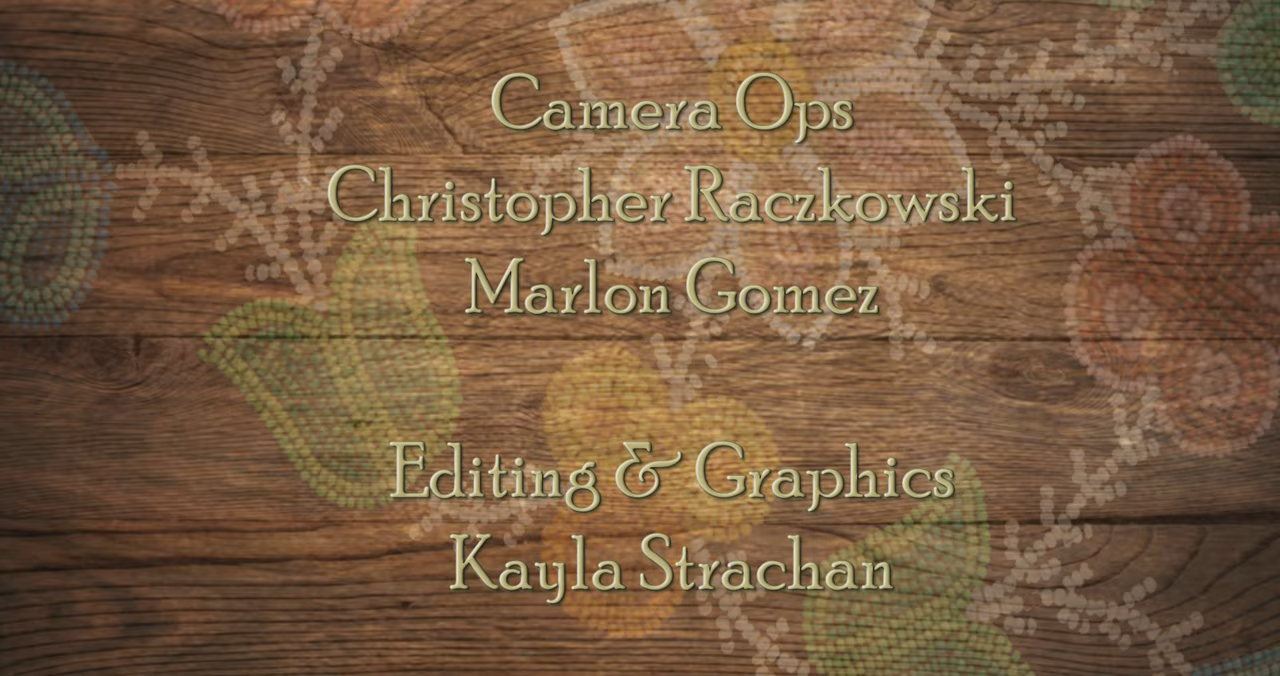 Camera Ops
Christopher Raczkowski
Marlon Gomez
Editing & Graphics
Kayla Strachan